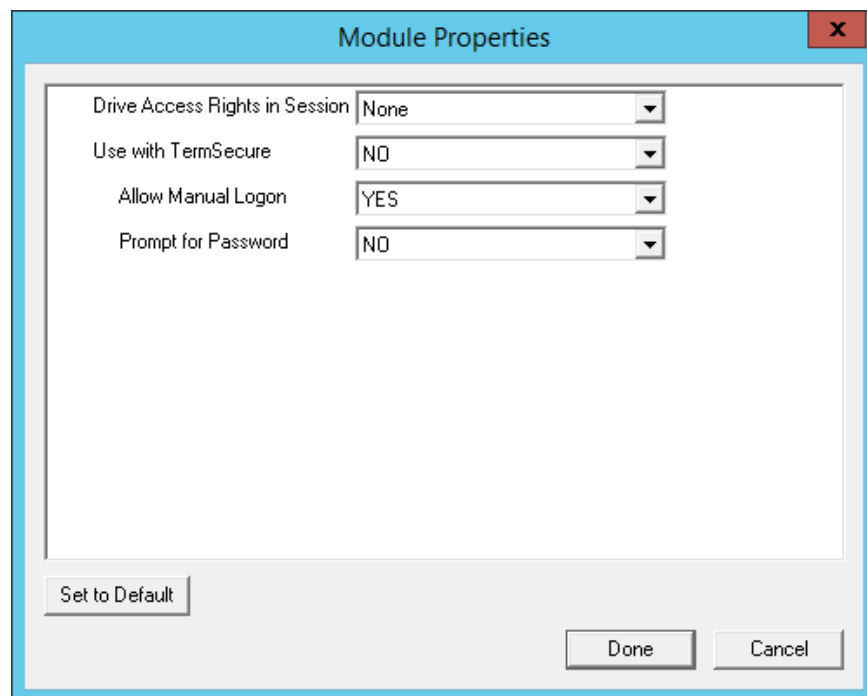 Module Properties
x
Drive Access Rights in Session None
Use with TermSecure NO
Allow Manual Logon YES
Prompt for Password NO
Set to Default
Done Cancel